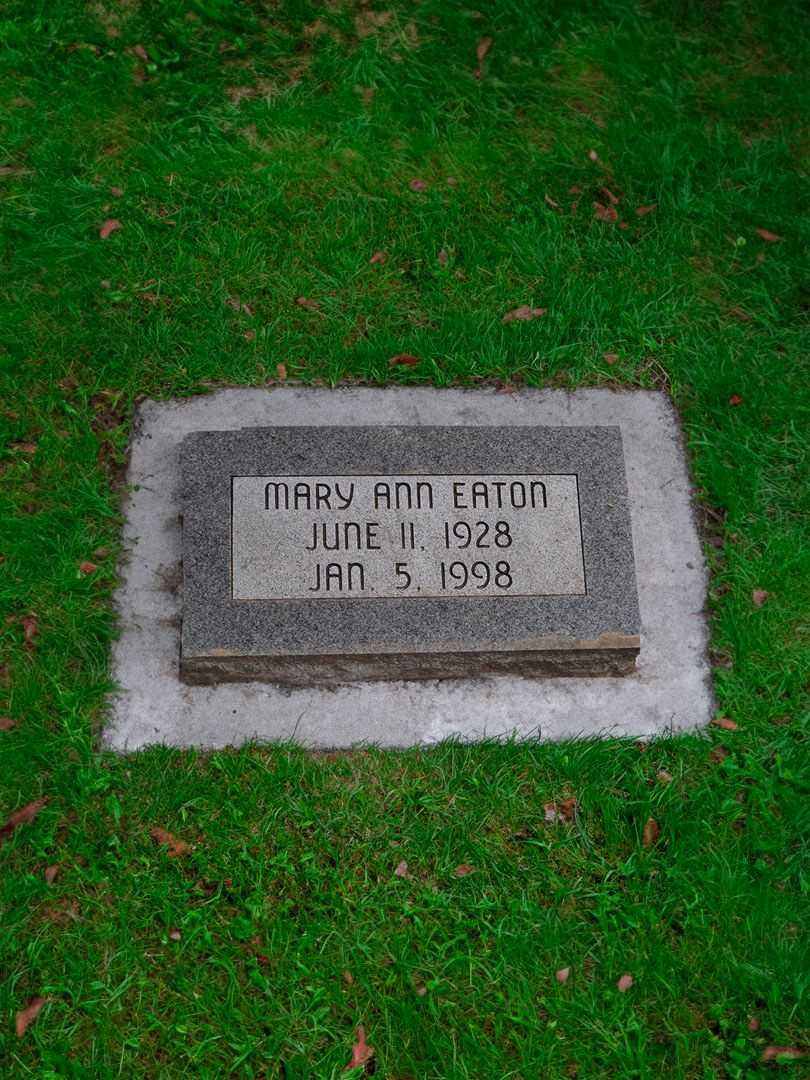 MARY ANN EATON
JUNE 11, 1928
JAN. 5, 1998